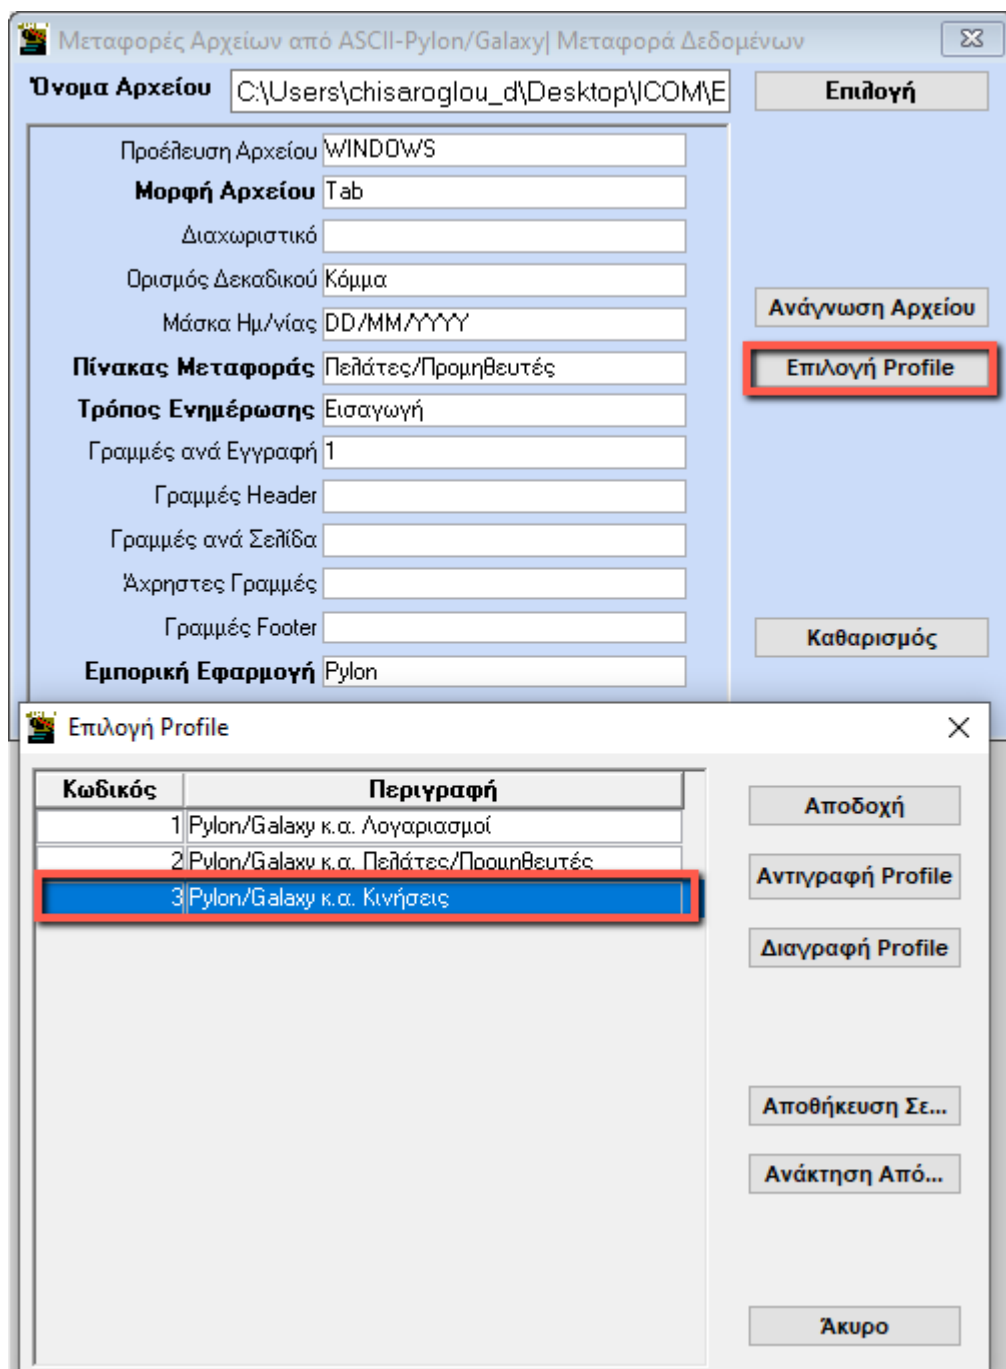 Μεταφορές Αρχείων από ASCII-Pylon/Galaxy| Μεταφορά Δεδομένων
Όνομα Αρχείου C:\Users\chisaroglou_d\Desktop\ICOM\E Επιλογή
Προέλευση Αρχείου WINDOWS
Μορφή Αρχείου Tab
Διαχωριστικό
Ορισμός Δεκαδικού Κόμμα
Ανάγνωση Αρχείου
Μάσκα Ημ/νίας DD/MM/YYYY
Πίνακας Μεταφοράς Πελάτες/Προμηθευτές Επιλογή Profile
Τρόπος Ενημέρωσης Εισαγωγή
Γραμμές ανά Εγγραφή 1
Γραμμές Header
Γραμμές ανά Σελίδα
Άχρηστες Γραμμές
Γραμμές Footer Καθαρισμός
Εμπορική Εφαρμογή Pylon
Επιλογή Profile
Κωδικός Περιγραφή Αποδοχή
1 Pylon/Galaxy κ.α. Λογαριασμοί
2 Pylon/Galaxy κ.α. Πελάτες/Προμηθευτές Αντιγραφή Profile
3 Pylon/Galaxy κ.α. Κινήσεις
Διαγραφή Profile
Αποθήκευση Σε...
Ανάκτηση Από...
Άκυρο